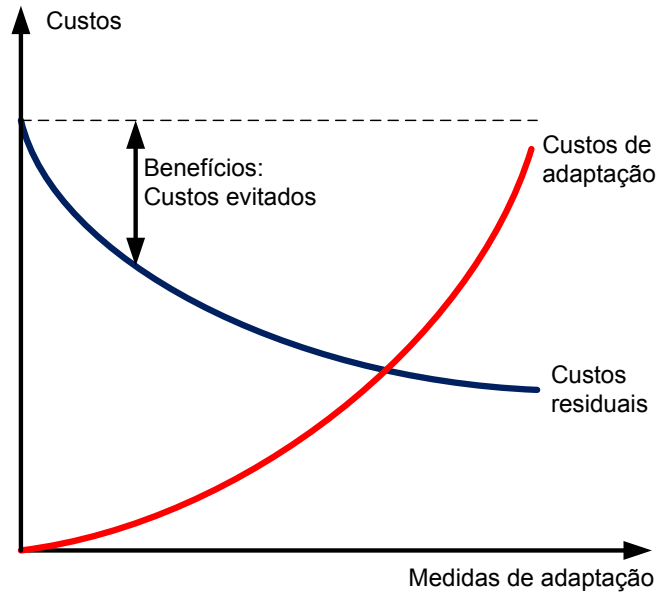 Custos
Benefícios:
Custos evitados
Custos de
adaptação
Custos
residuais
Medidas de adaptação